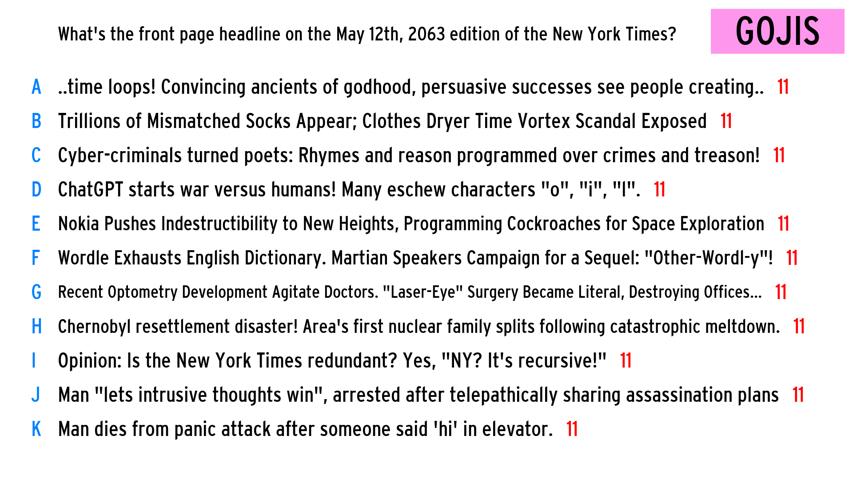 What's the front page headline on the May 12th, 2063 edition of the New York Times?
GOJIS
A ..time loops! Convincing ancients of godhood, persuasive successes see people creating.. 11
B Trillions of Mismatched Socks Appear; Clothes Dryer Time Vortex Scandal Exposed 11
C Cyber-criminals turned poets: Rhymes and reason programmed over crimes and treason! 11
D ChatGPT starts war versus humans! Many eschew characters "o", "i", "l". 11
E Nokia Pushes Indestructibility to New Heights, Programming Cockroaches for Space Exploration 11
F Wordle Exhausts English Dictionary. Martian Speakers Campaign for a Sequel: "Other-Wordl-y"! 11
G Recent Optometry Development Agitate Doctors. "Laser-Eye" Surgery Became Literal, Destroying Offices... 11
H Chernobyl resettlement disaster! Area's first nuclear family splits following catastrophic meltdown. 11
I Opinion: Is the New York Times redundant? Yes, "NY? It's recursive!" 11
J Man "lets intrusive thoughts win", arrested after telepathically sharing assassination plans 11
K Man dies from panic attack after someone said 'hi' in elevator. 11